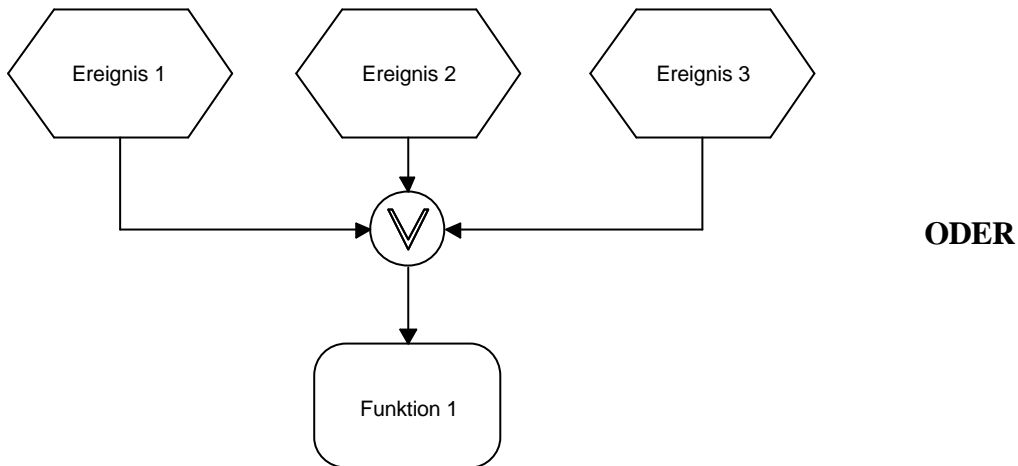 Ereignis 1
Ereignis 2
Ereignis 3
V
ODER
Funktion 1